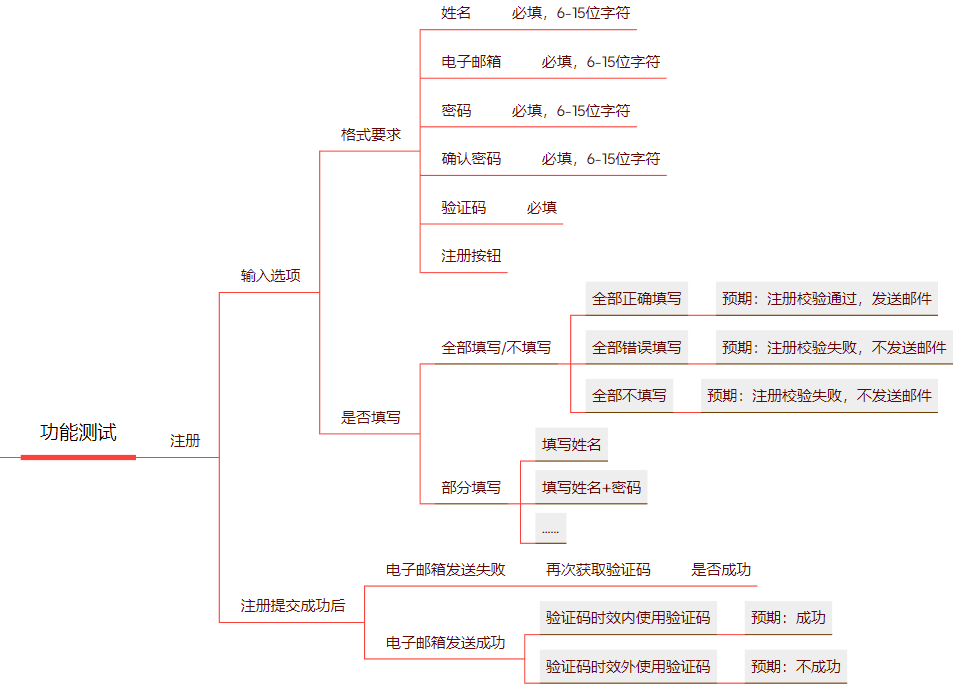 姓名 必填，6-15位字符
电子邮箱 必填，6-15位字符
密码 必填，6-15位字符
格式要求
确认密码 必填，6-15位字符
验证码 必填
注册按钮
输入选项
全部正确填写 预期：注册校验通过，发送邮件
全部填写/不填写 全部错误填写 预期：注册校验失败，不发送邮件
全部不填写 预期：注册校验失败，不发送邮件
是否填写
功能测试 注册
填写姓名
部分填写 填写姓名+密码
......
电子邮箱发送失败 再次获取验证码 是否成功
注册提交成功后
验证码时效内使用验证码 预期：成功
电子邮箱发送成功
验证码时效外使用验证码 预期：不成功